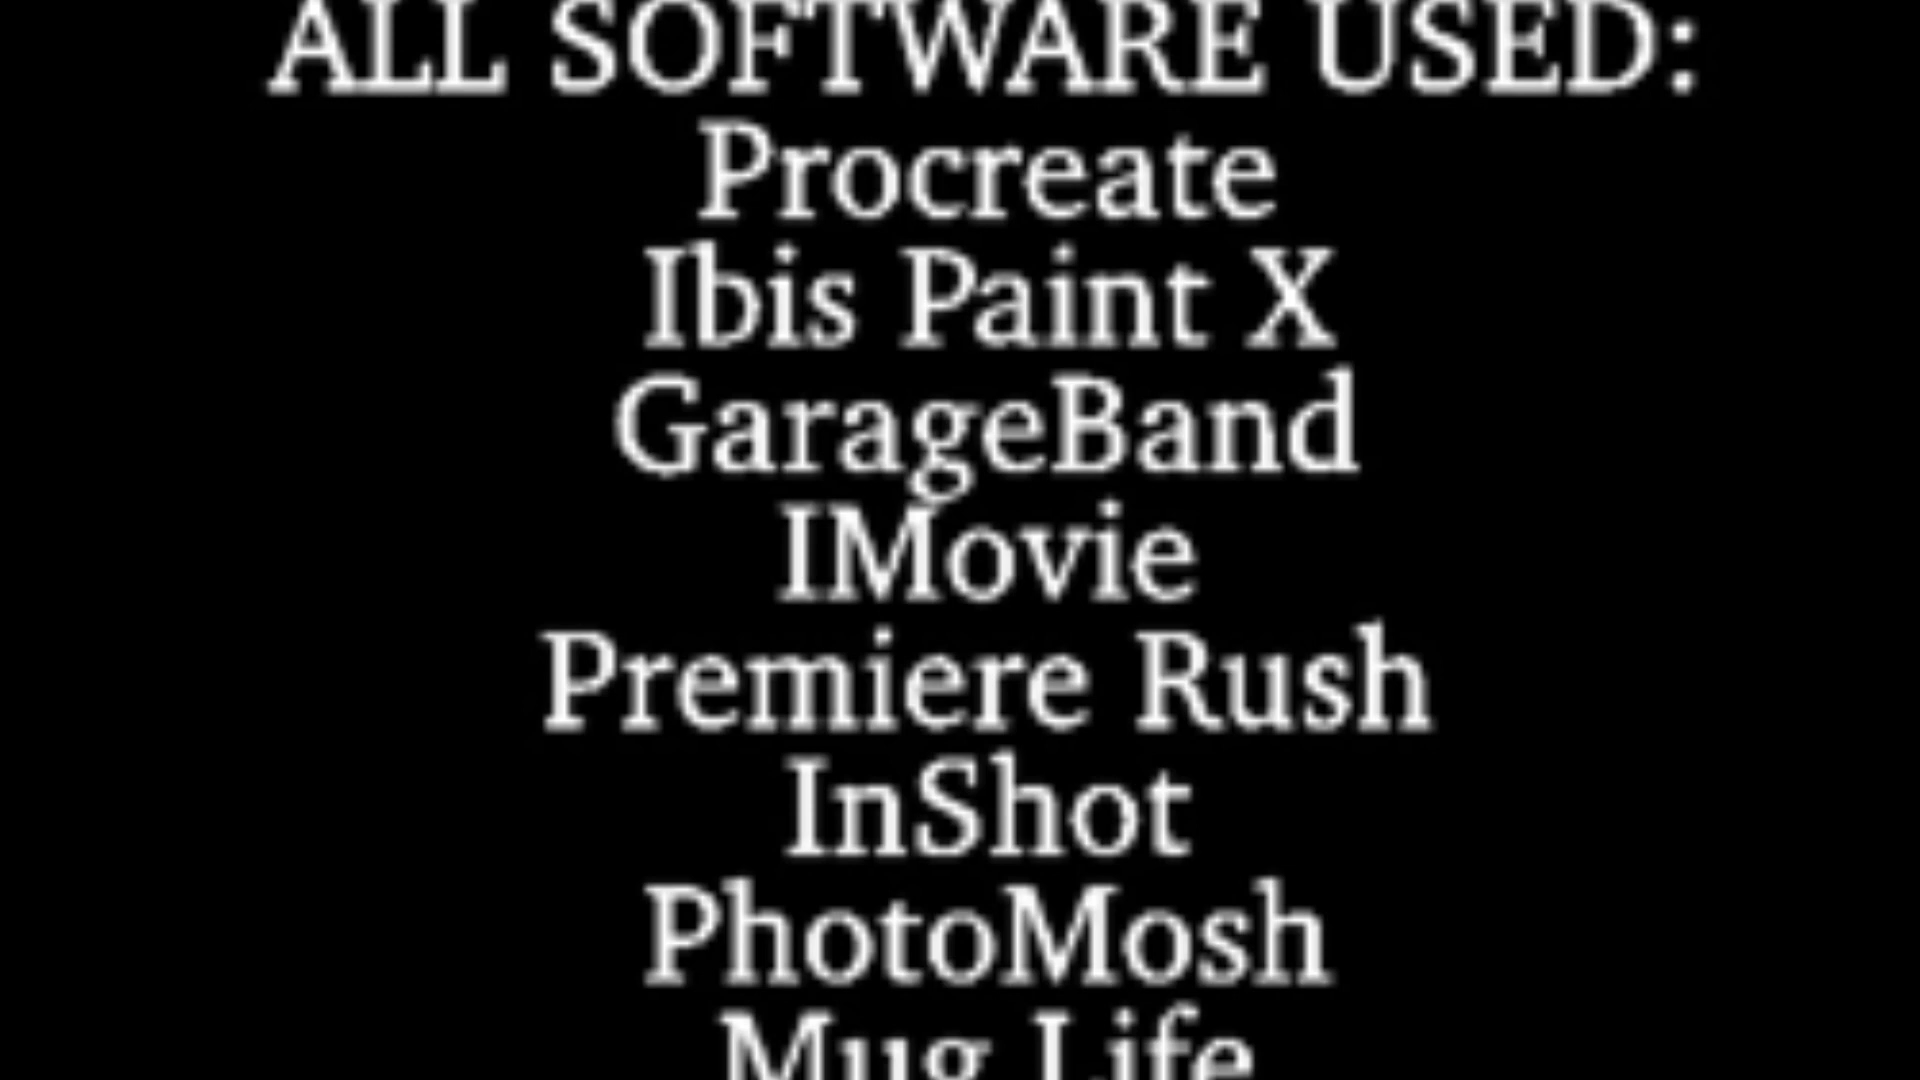 ALL SOFTWARE USED:
Procreate
Ibis Paint X
GarageBand
IMovie
Premiere Rush
InShot
PhotoMosh
Mug Life